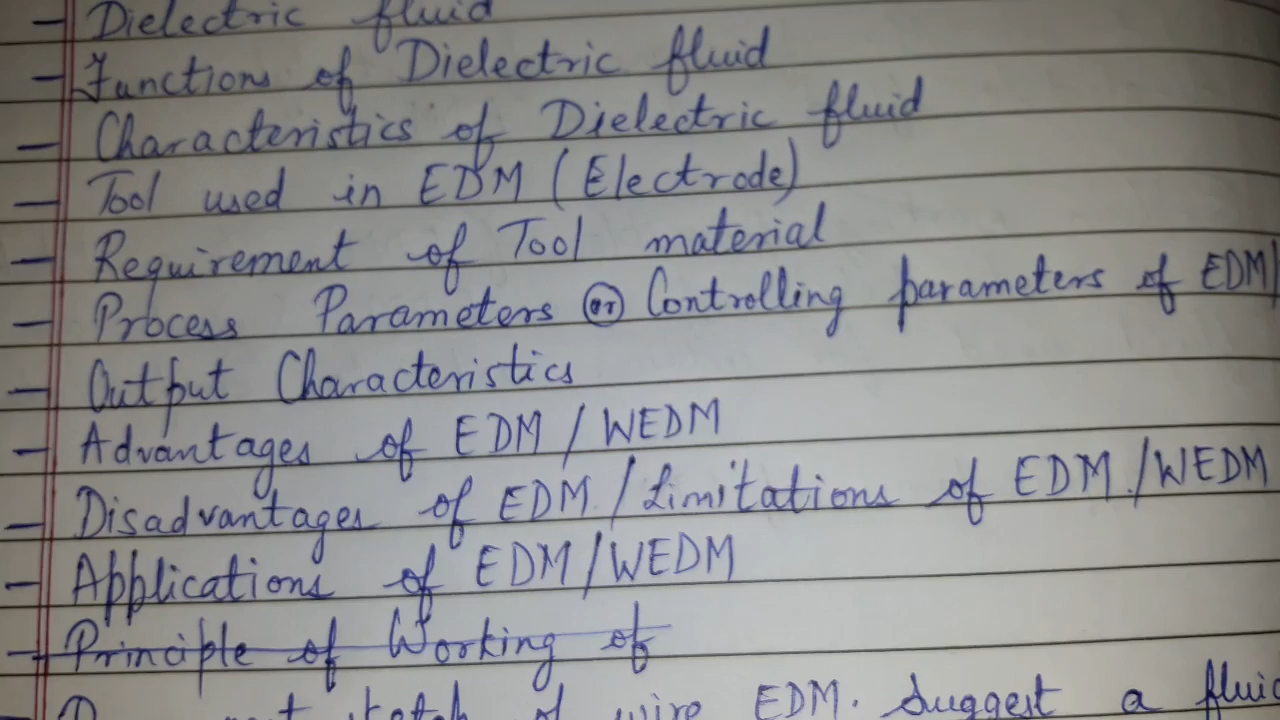 - Dielectric fluid
- Functions of Dielectric fluid
- Characteristics of Dielectric fluid
- Tool used in EDM (Electrode)
- Requirement of Tool material
- Process Parameters (or) Controlling parameters of EDM
- Output Characteristics
- Advantages of EDM / WEDM
- Disadvantages of EDM / Limitations of EDM / WEDM
- Applications of EDM / WEDM
- Principle of Working of
sketch of wire EDM. Suggest a fluid